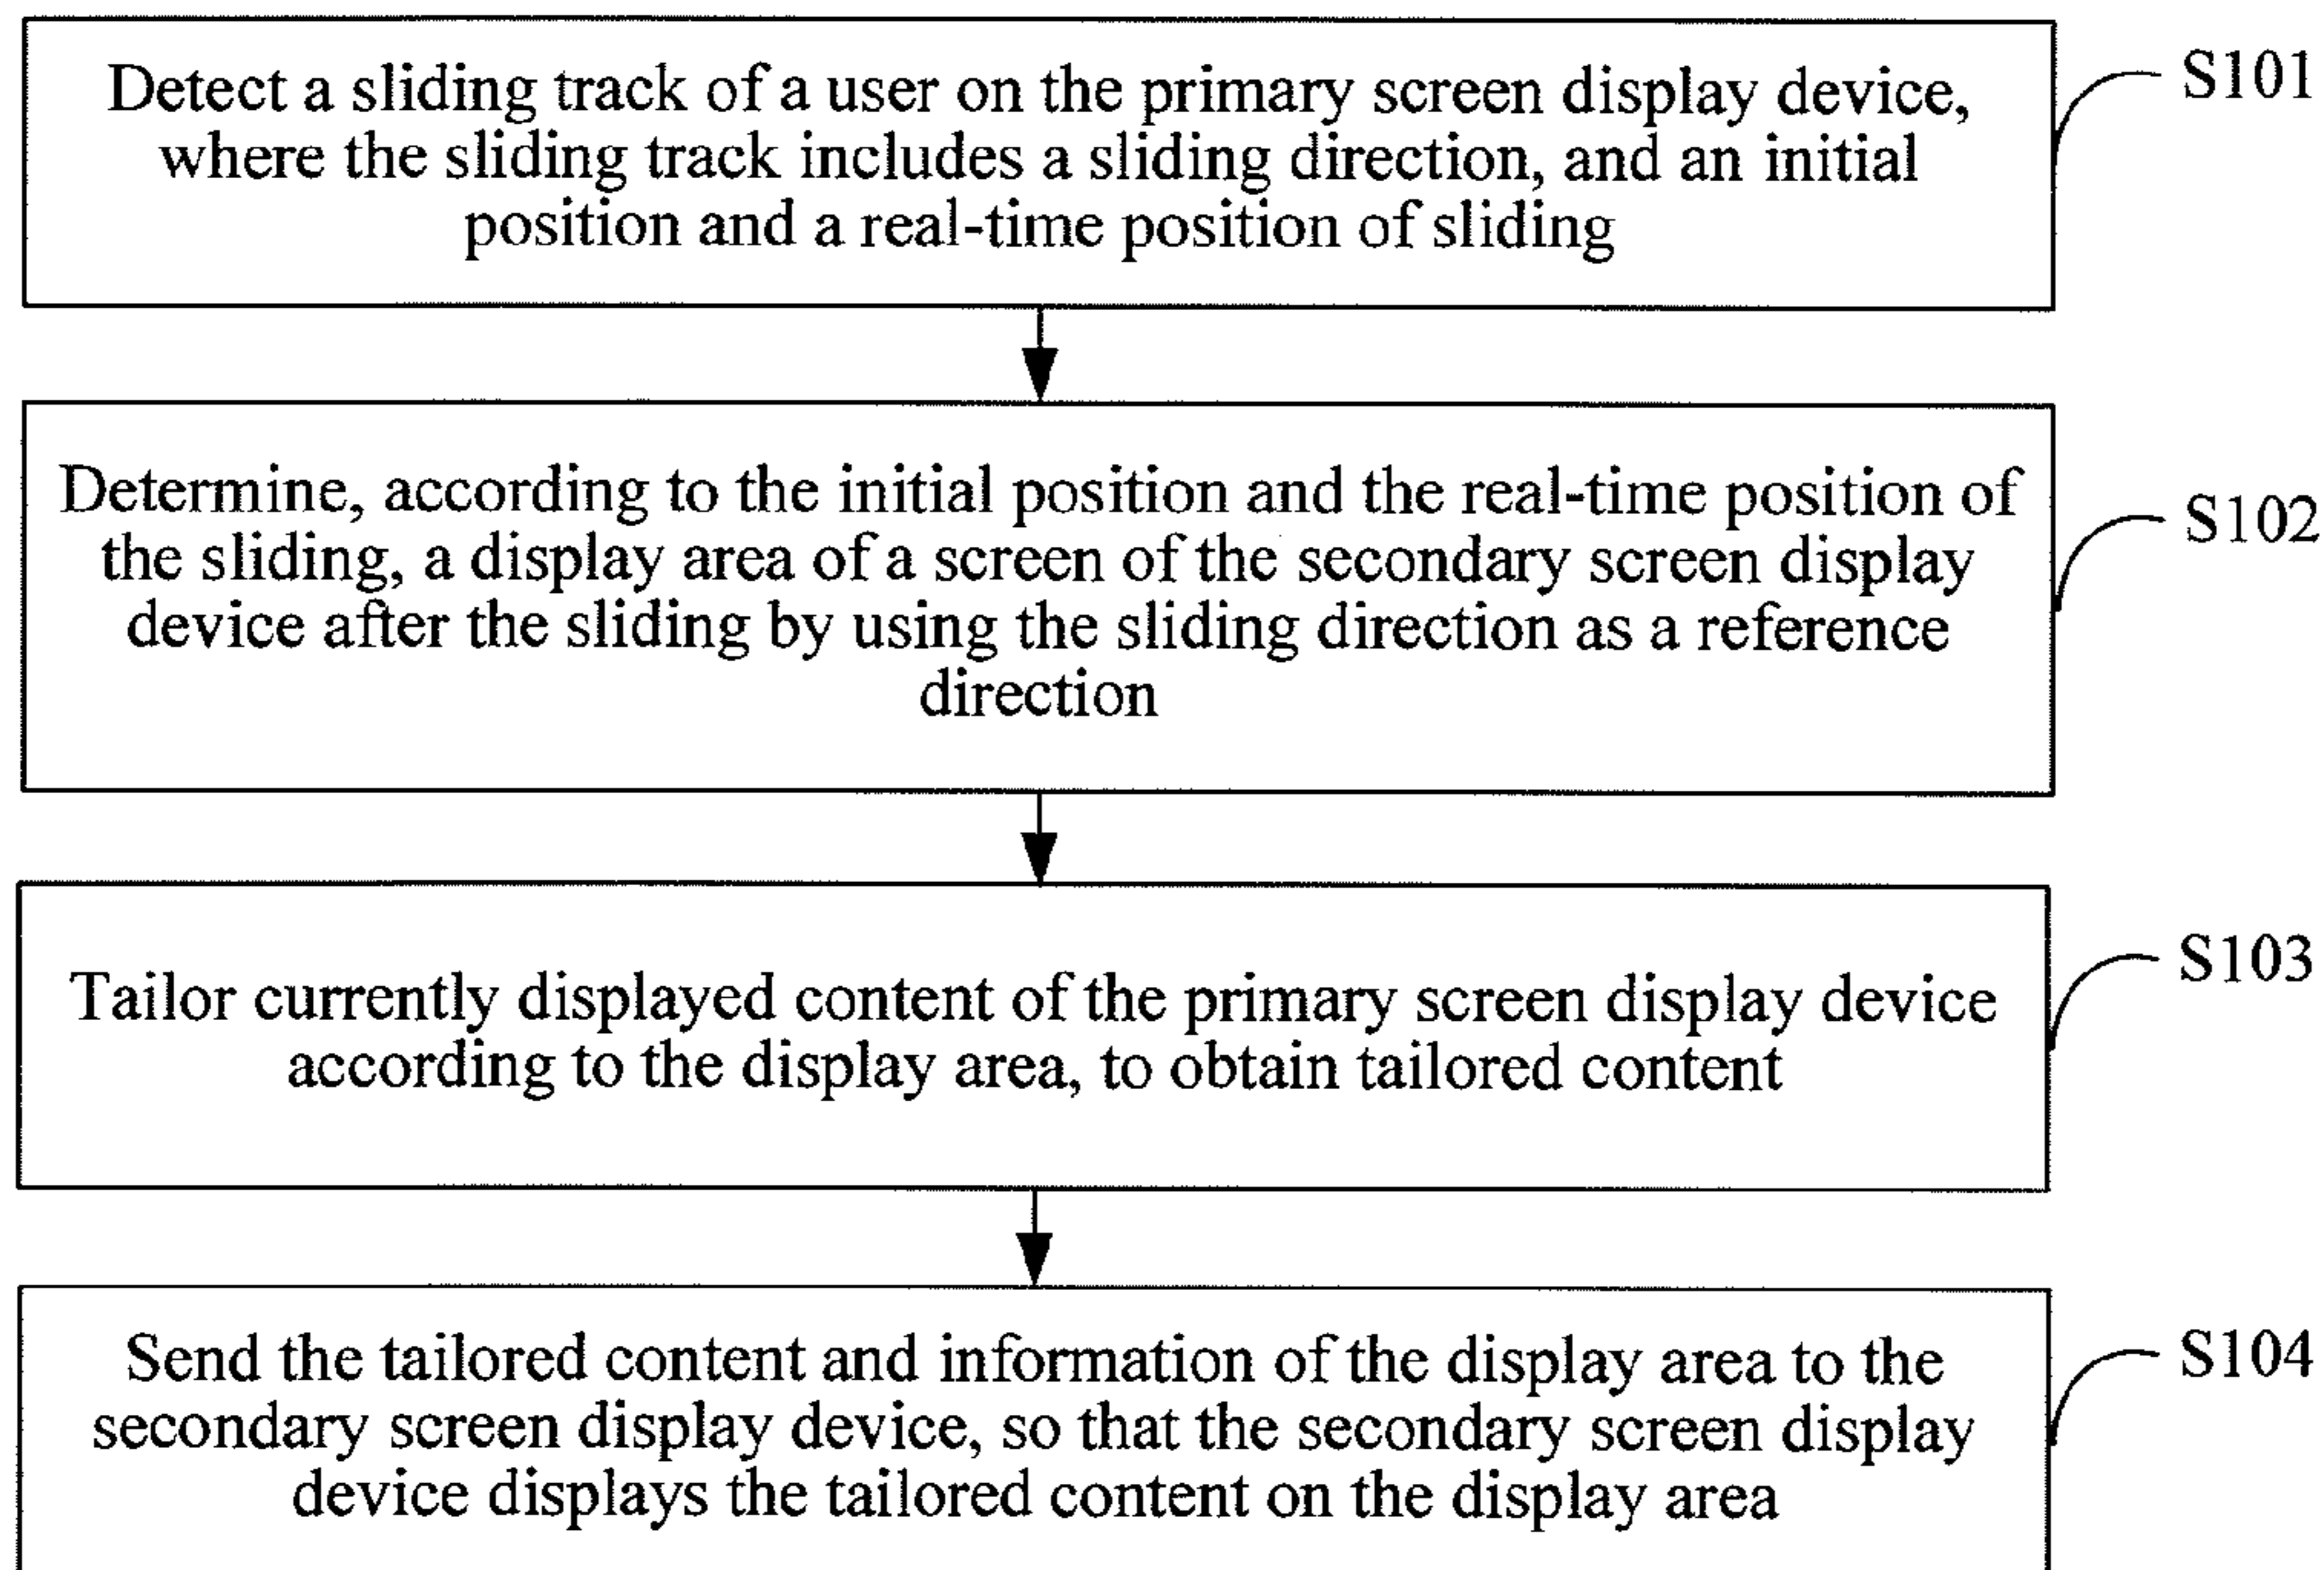 Detect a sliding track of a user on the primary screen display device,
where the sliding track includes a sliding direction, and an initial
position and a real-time position of sliding
S101
Determine, according to the initial position and the real-time position of
the sliding, a display area of a screen of the secondary screen display
device after the sliding by using the sliding direction as a reference
direction
S102
Tailor currently displayed content of the primary screen display device
according to the display area, to obtain tailored content
S103
Send the tailored content and information of the display area to the
secondary screen display device, so that the secondary screen display
device displays the tailored content on the display area
S104